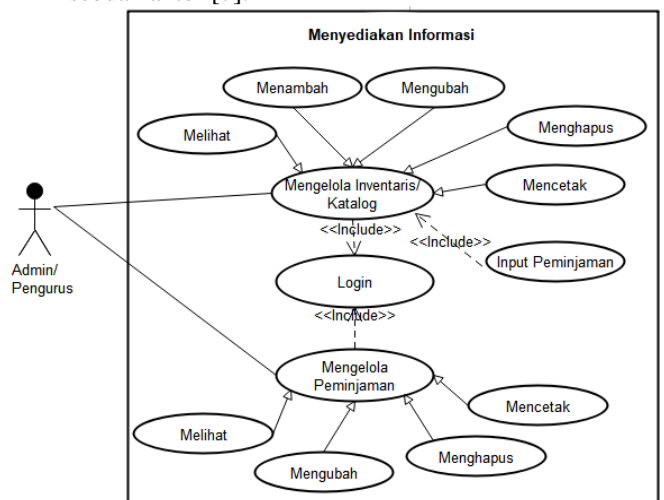 Menyediakan Informasi
Menambah
Mengubah
Melihat
Menghapus
Mengelola Inventaris/
Katalog
Mencetak
<<Include>>
<<Include>>
Input Peminjaman
Admin/
Pengurus
Login
<<Include>>
Mengelola
Peminjaman
Mencetak
Melihat
Menghapus
Mengubah